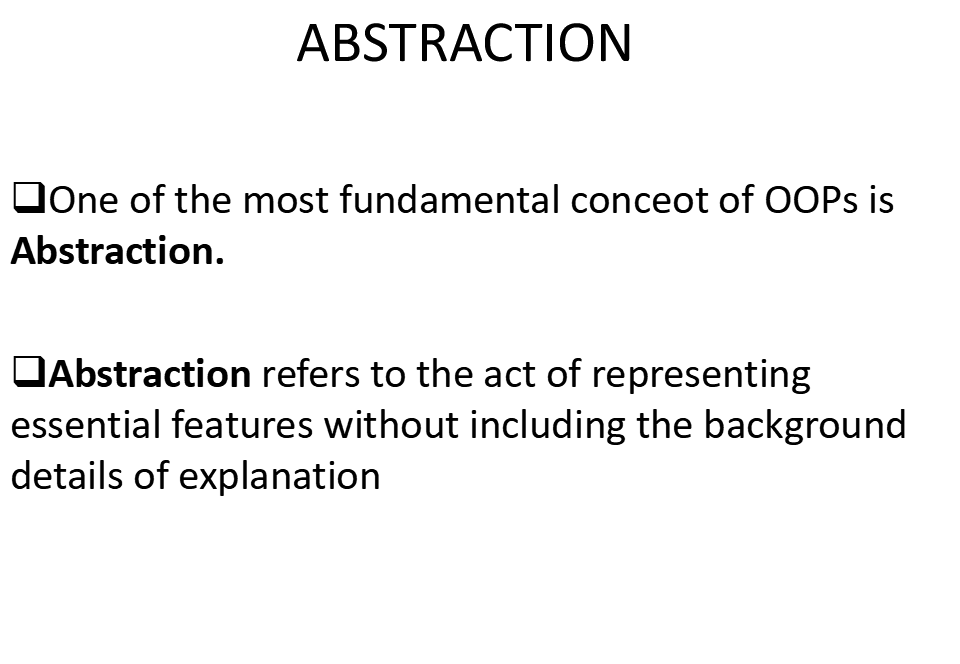 ABSTRACTION
❑One of the most fundamental conceot of OOPs is
Abstraction.
❑Abstraction refers to the act of representing
essential features without including the background
details of explanation